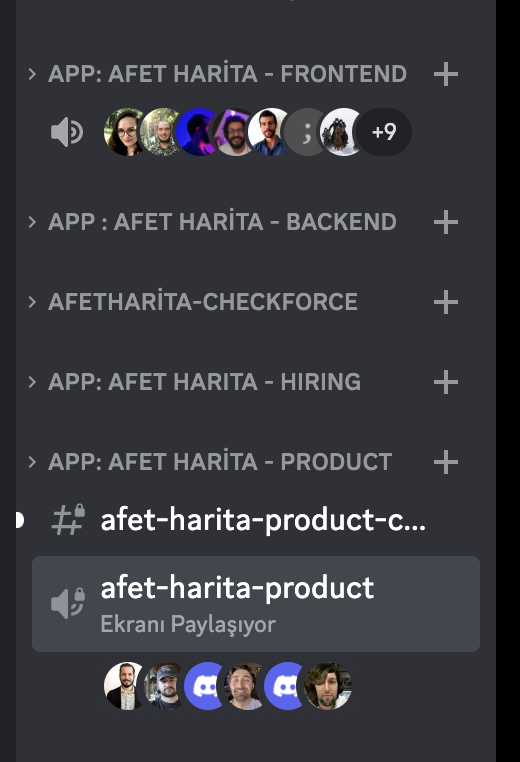 APP: AFET HARİTA - FRONTEND
;
+9
APP : AFET HARİTA - BACKEND
AFETHARİTA-CHECKFORCE
APP: AFET HARITA - HIRING
APP: AFET HARİTA - PRODUCT
afet-harita-product-c...
afet-harita-product
Ekranı Paylaşıyor